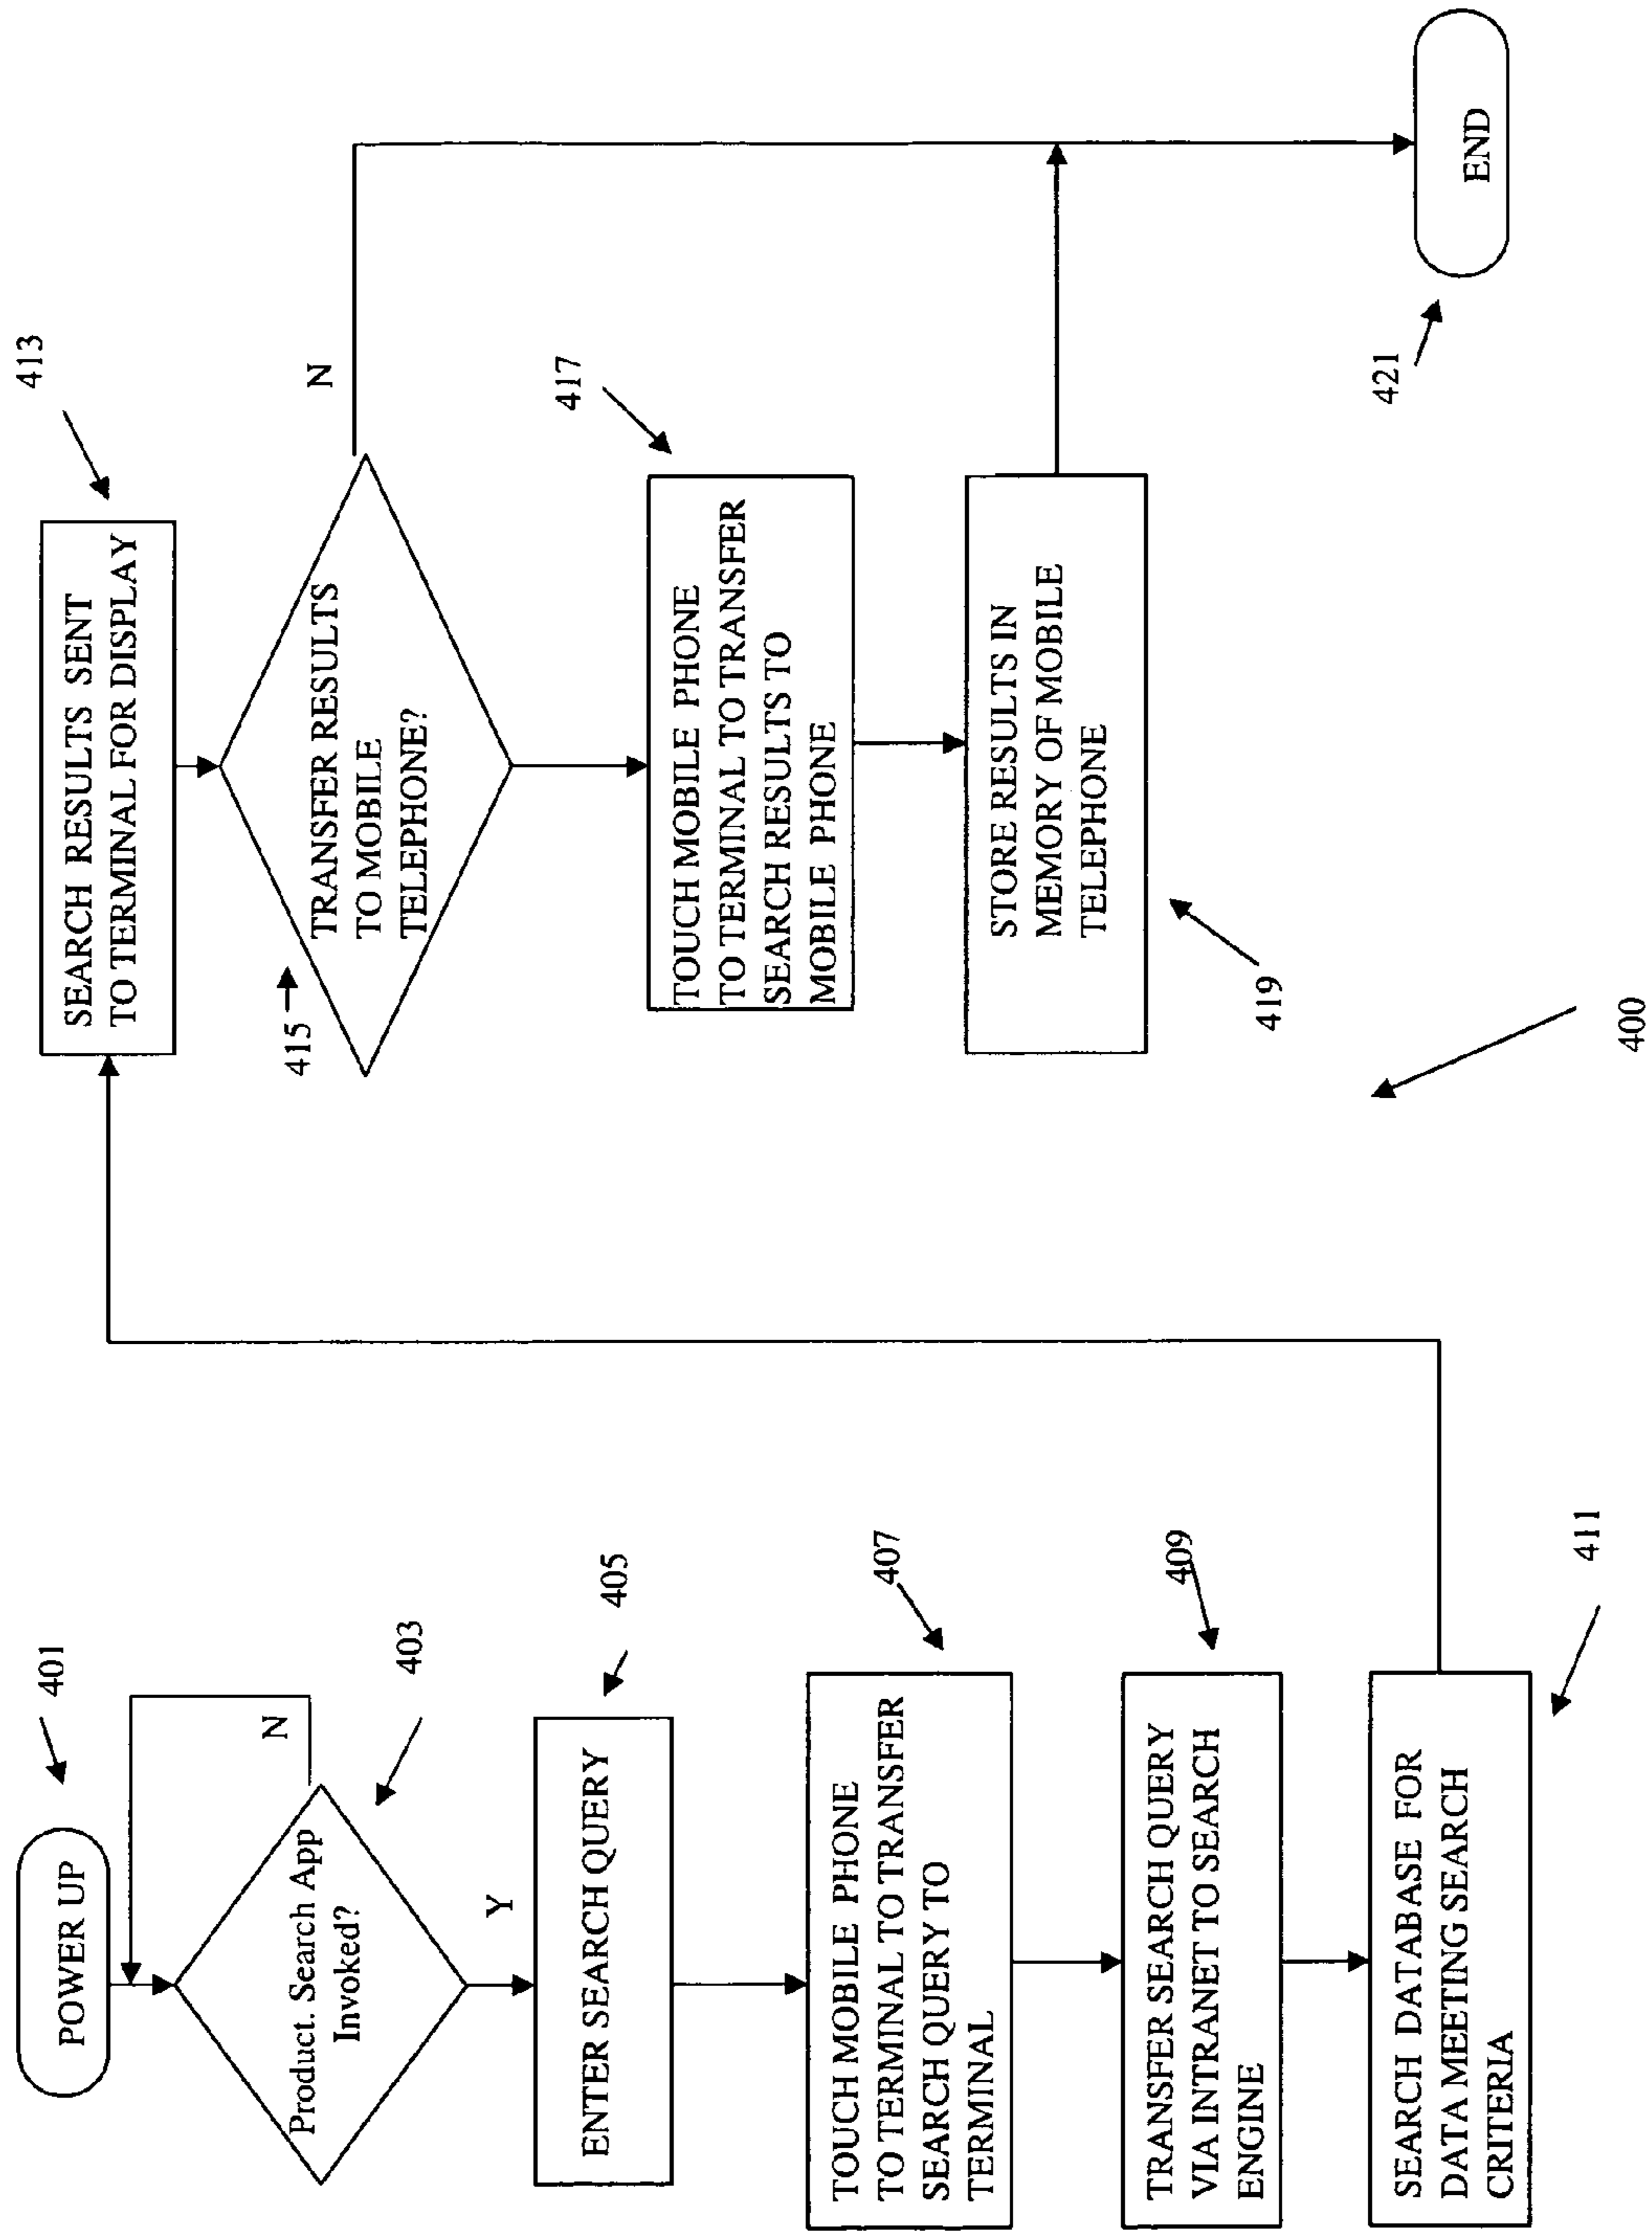 401
POWER UP
N
Product. Search App
Invoked?
403
Y
405
ENTER SEARCH QUERY
407
TOUCH MOBILE PHONE
TO TERMINAL TO TRANSFER
SEARCH QUERY TO
TERMINAL
409
TRANSFER SEARCH QUERY
VIA INTRANET TO SEARCH
ENGINE
411
SEARCH DATABASE FOR
DATA MEETING SEARCH
CRITERIA
413
SEARCH RESULTS SENT
TO TERMINAL FOR DISPLAY
415
TRANSFER RESULTS
TO MOBILE
TELEPHONE?
N
417
TOUCH MOBILE PHONE
TO TERMINAL TO TRANSFER
SEARCH RESULTS TO
MOBILE PHONE
419
STORE RESULTS IN
MEMORY OF MOBILE
TELEPHONE
421
END
400